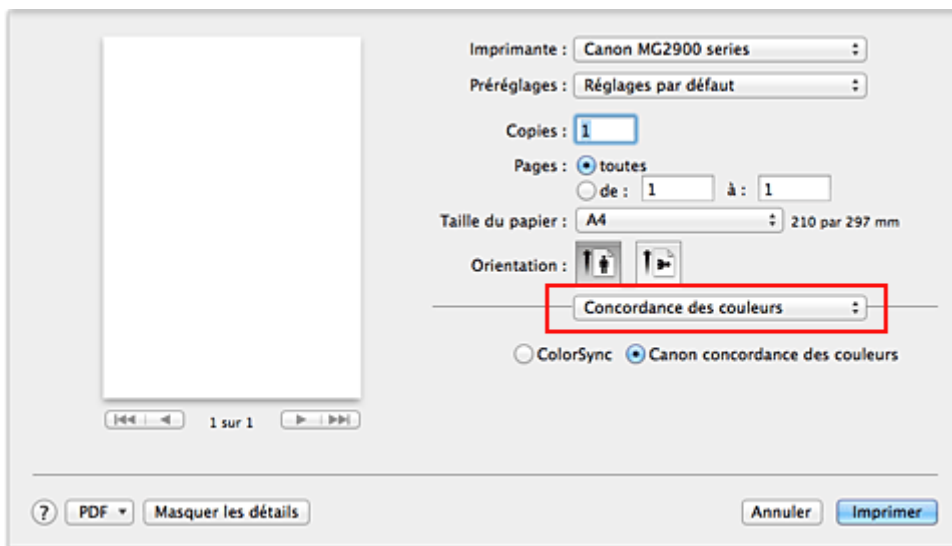 Imprimante : Canon MG2900 series
Préréglages : Réglages par défaut
Copies : 1
Pages : toutes
de : 1 à : 1
Taille du papier : A4 210 par 297 mm
Orientation :
Concordance des couleurs
ColorSync Canon concordance des couleurs
1 sur 1
? PDF Masquer les détails Annuler Imprimer